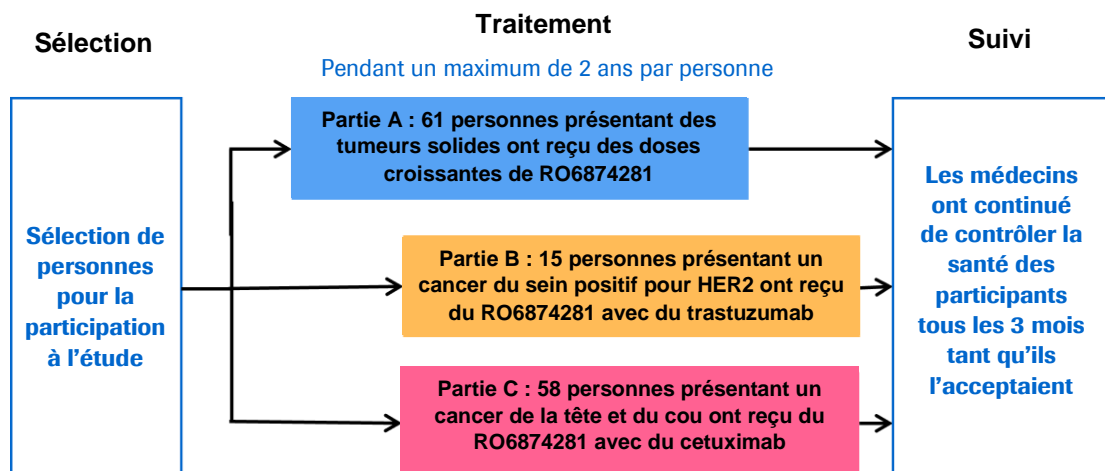 Sélection
Traitement
Suivi
Pendant un maximum de 2 ans par personne
Sélection de
personnes
pour la
participation
à l’étude
Partie A : 61 personnes présentant des
tumeurs solides ont reçu des doses
croissantes de RO6874281
Partie B : 15 personnes présentant un
cancer du sein positif pour HER2 ont reçu
du RO6874281 avec du trastuzumab
Partie C : 58 personnes présentant un
cancer de la tête et du cou ont reçu du
RO6874281 avec du cetuximab
Les médecins
ont continué
de contrôler la
santé des
participants
tous les 3 mois
tant qu’ils
l’acceptaient